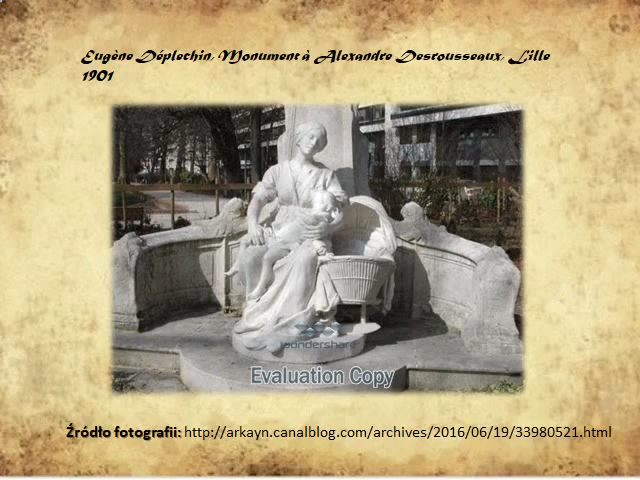 Eugène Déplechin, Monument à Alexandre Desrousseaux, Lille
1901
wondershare
Evaluation Copy
Źródło fotografii: http://arkayn.canalblog.com/archives/2016/06/19/33980521.html